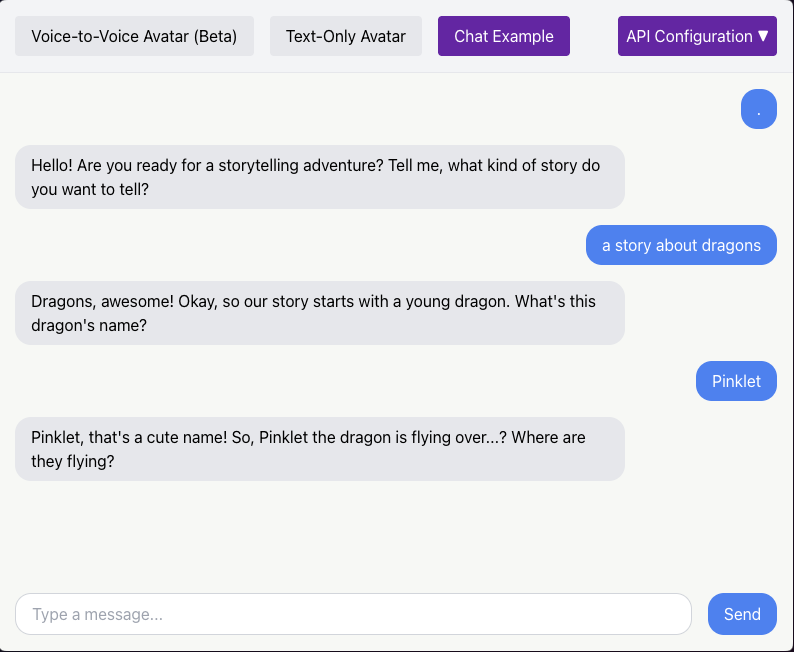 Voice-to-Voice Avatar (Beta)
Text-Only Avatar
Chat Example
API Configuration ▼
.
Hello! Are you ready for a storytelling adventure? Tell me, what kind of story do
you want to tell?
a story about dragons
Dragons, awesome! Okay, so our story starts with a young dragon. What's this
dragon's name?
Pinklet
Pinklet, that's a cute name! So, Pinklet the dragon is flying over...? Where are
they flying?
Type a message...
Send